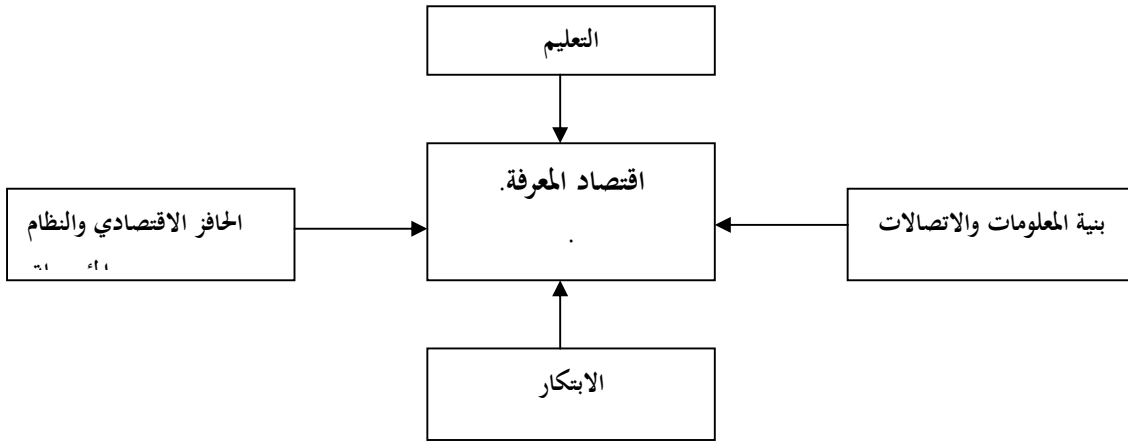 التعليم
اقتصاد المعرفة.
.
بنية المعلومات والاتصالات
الحافز الاقتصادي والنظام
الابتكار